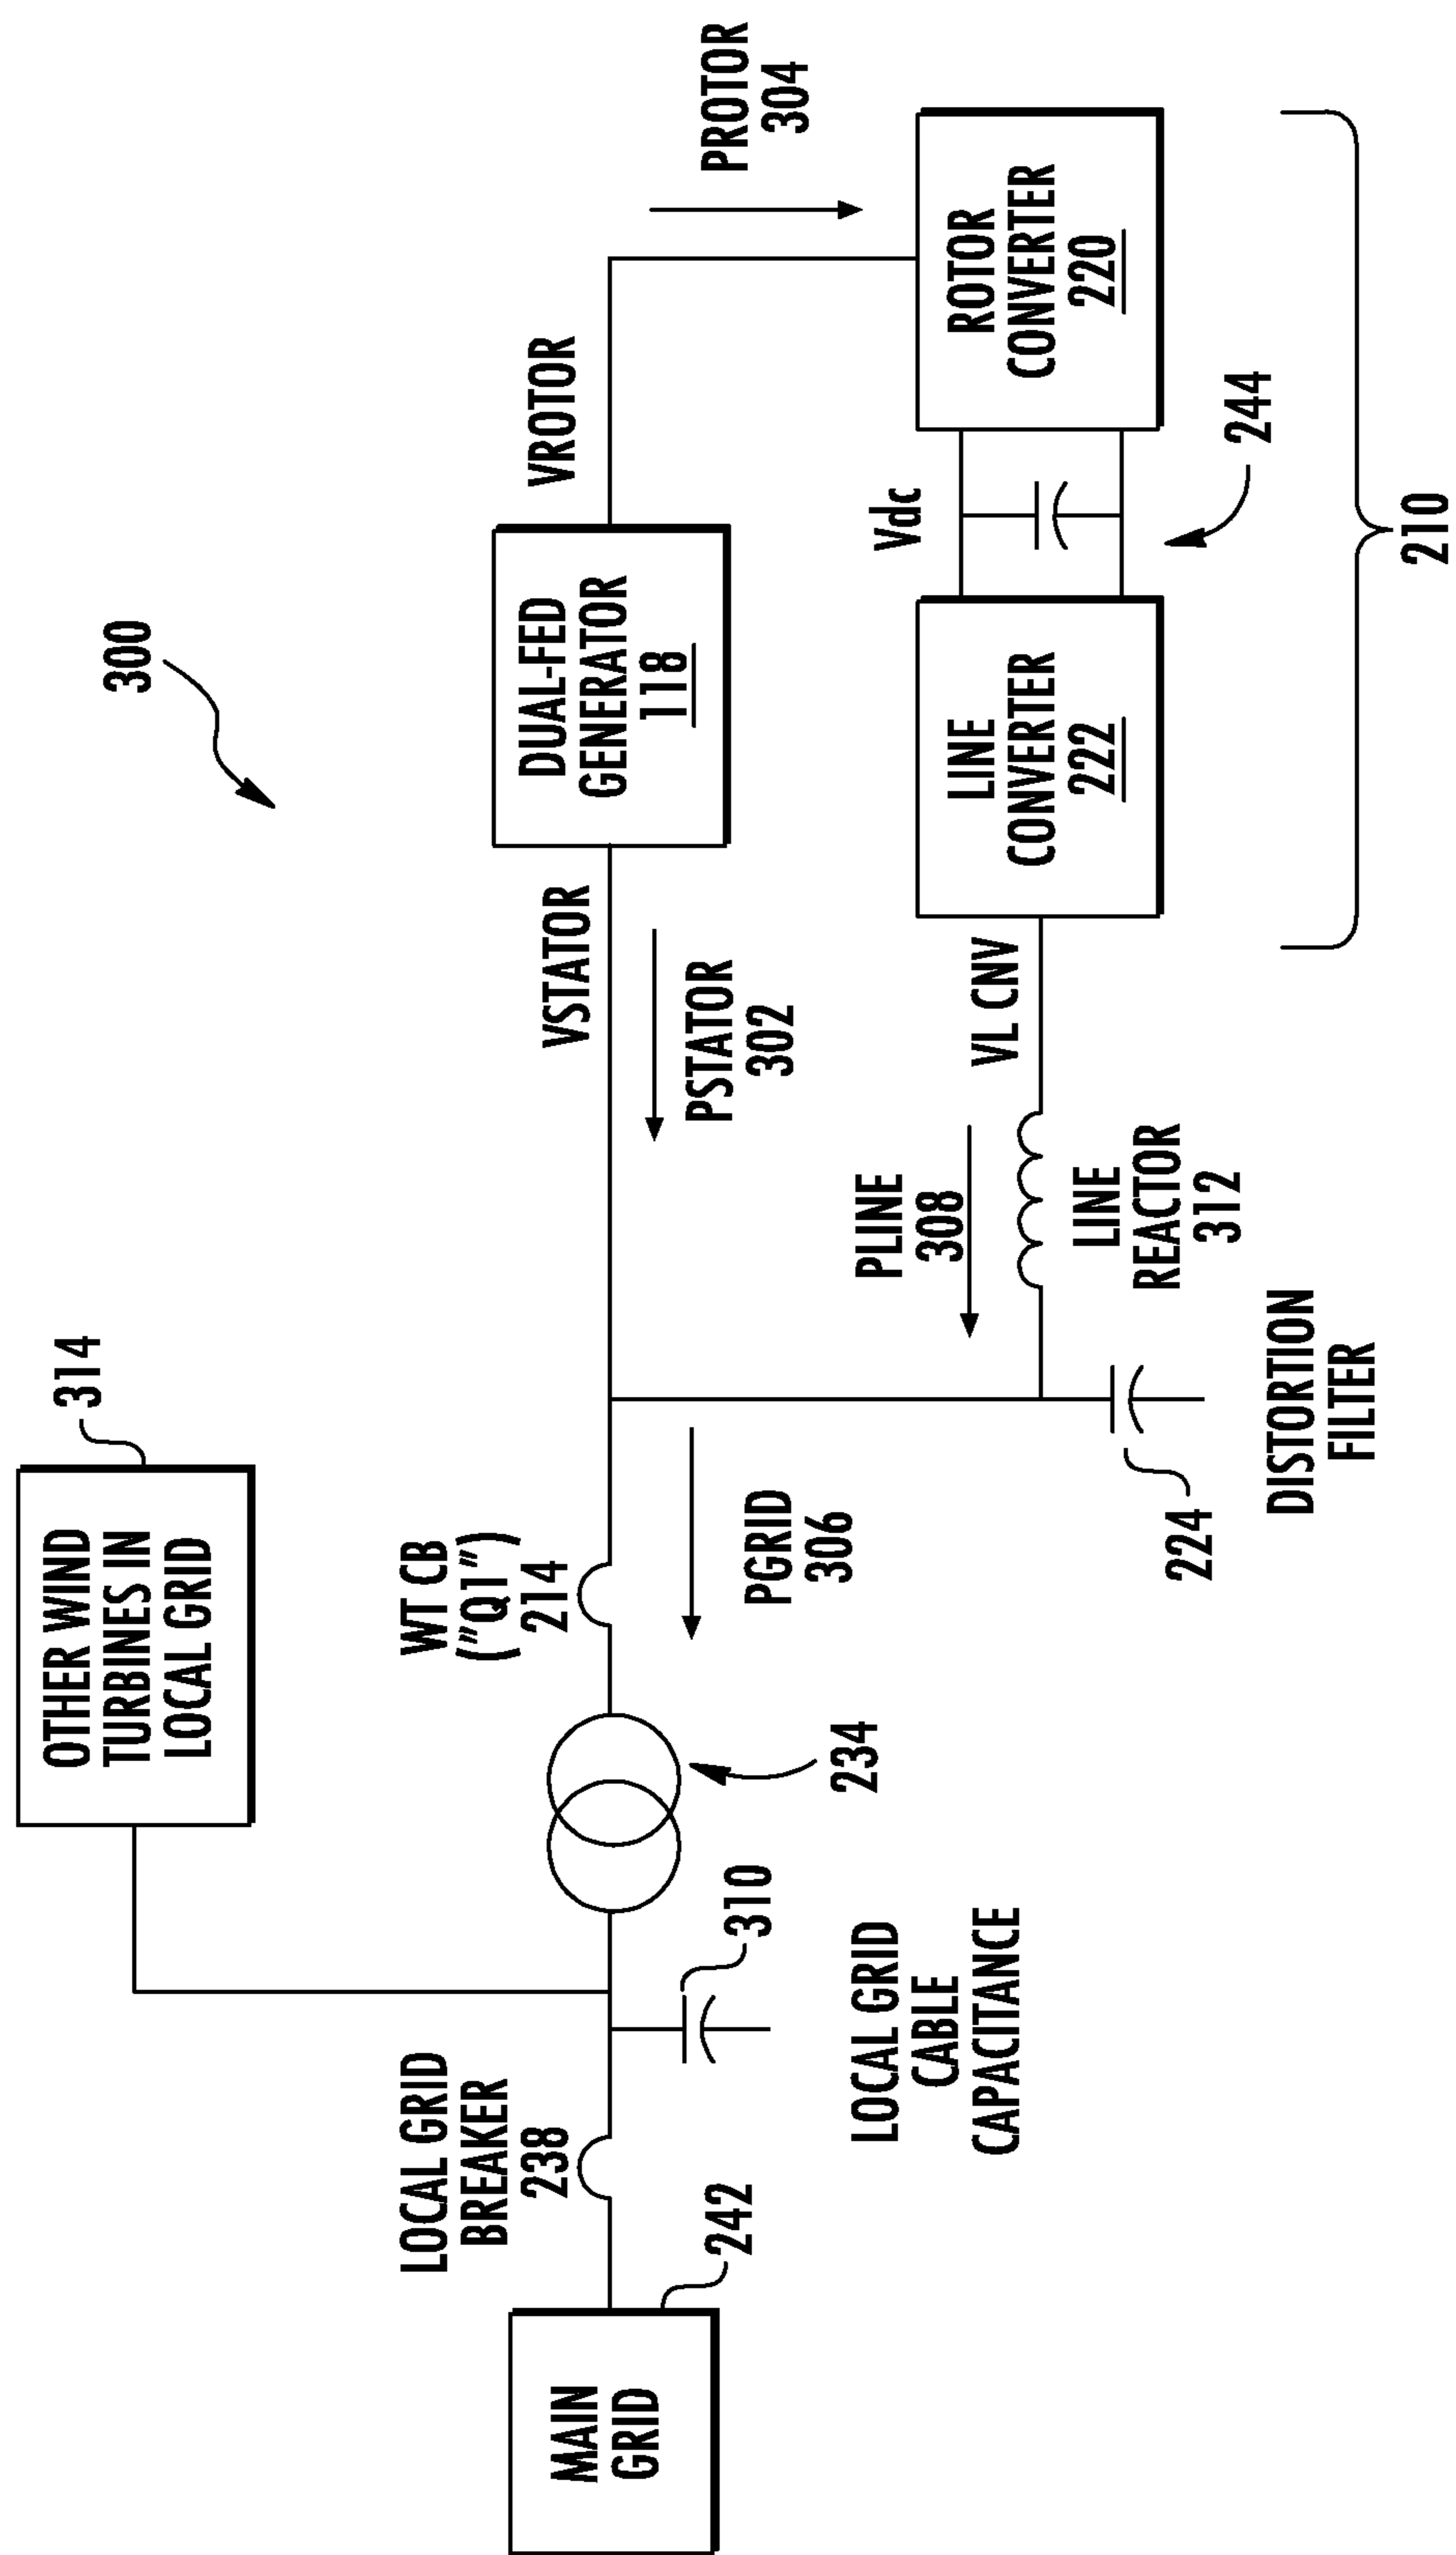 300
OTHER WIND
TURBINES IN
LOCAL GRID
314
MAIN
GRID
242
LOCAL GRID
BREAKER
238
310
LOCAL GRID
CABLE
CAPACITANCE
234
WT CB
("Q1")
214
PGRID
306
VSTATOR
PSTATOR
302
DUAL-FED
GENERATOR
118
VROTOR
PROTOR
304
PLINE
308
VL CNV
LINE
REACTOR
312
224
DISTORTION
FILTER
LINE
CONVERTER
222
Vdc
244
ROTOR
CONVERTER
220
210